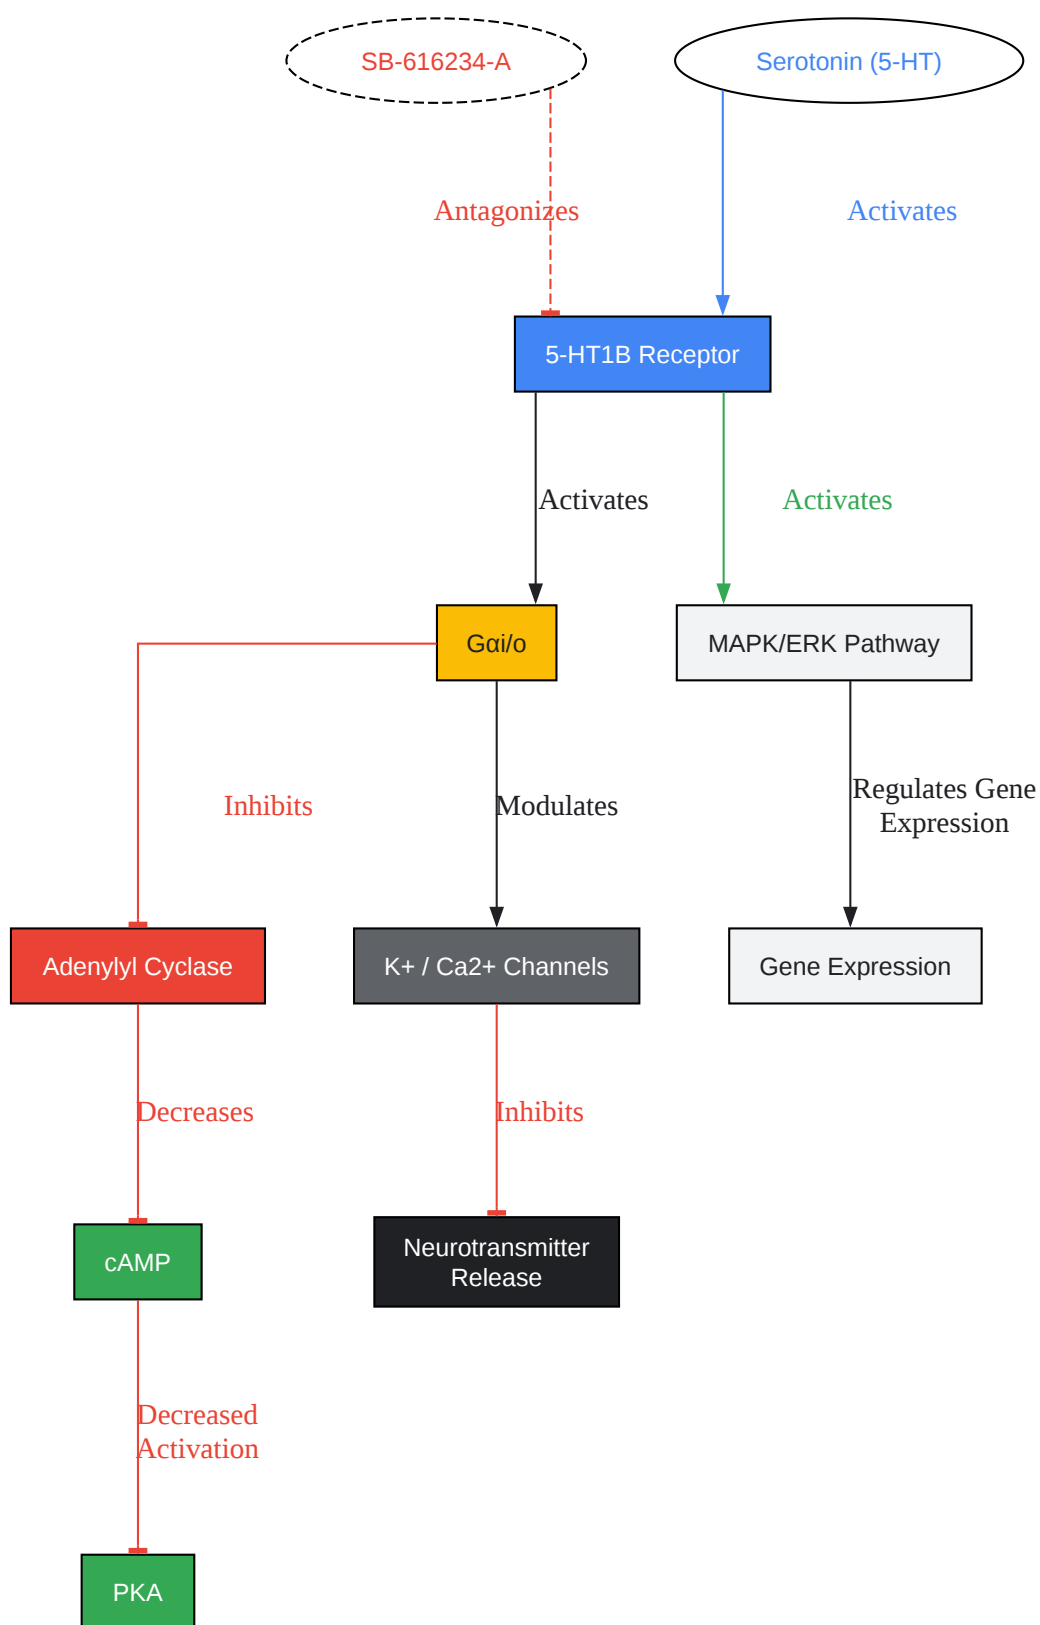 SB-616234-A
Serotonin (5-HT)
Antagonizes
Activates
5-HT1B Receptor
Activates
Activates
Gαi/o
MAPK/ERK Pathway
Inhibits
Modulates
Regulates Gene
Expression
Adenylyl Cyclase
K+ / Ca2+ Channels
Gene Expression
Decreases
Inhibits
cAMP
Neurotransmitter
Release
Decreased
Activation
PKA